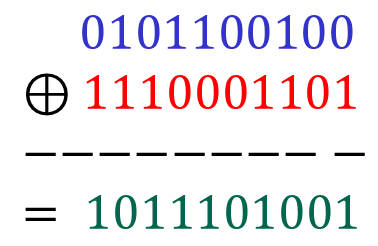 0101100100
⊕ 1110001101
− − − − − − − − −
= 1011101001